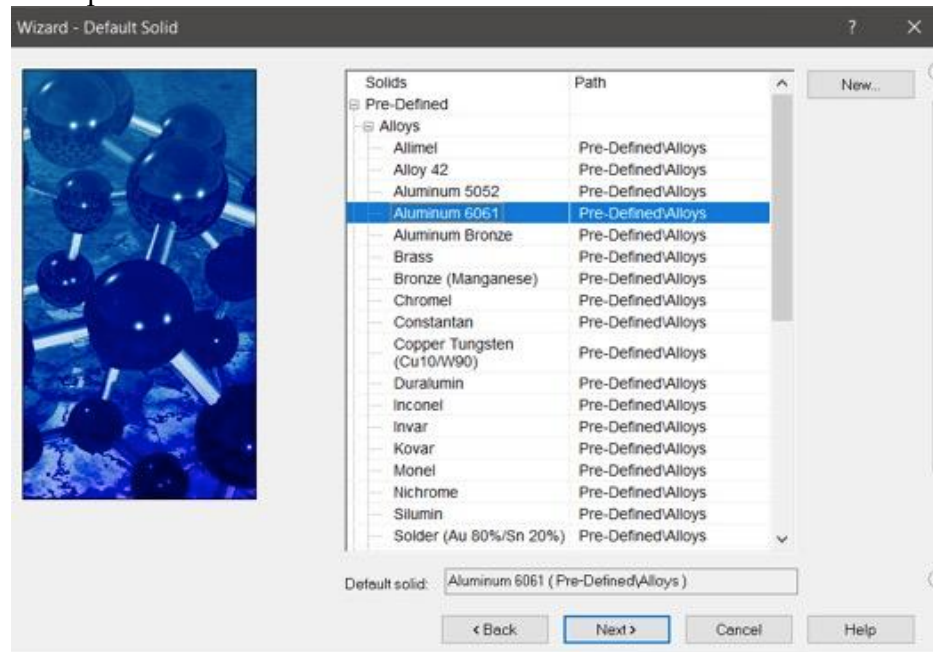 Wizard - Default Solid ? ×
Solids Path
Pre-Defined
Alloys
Allimel Pre-Defined\Alloys
Alloy 42 Pre-Defined\Alloys
Aluminum 5052 Pre-Defined\Alloys
Aluminum 6061 Pre-Defined\Alloys
Aluminum Bronze Pre-Defined\Alloys
Brass Pre-Defined\Alloys
Bronze (Manganese) Pre-Defined\Alloys
Chromel Pre-Defined\Alloys
Constantan Pre-Defined\Alloys
Copper Tungsten
(Cu10/W90) Pre-Defined\Alloys
Duralumin Pre-Defined\Alloys
Inconel Pre-Defined\Alloys
Invar Pre-Defined\Alloys
Kovar Pre-Defined\Alloys
Monel Pre-Defined\Alloys
Nichrome Pre-Defined\Alloys
Silumin Pre-Defined\Alloys
Solder (Au 80%/Sn 20%) Pre-Defined\Alloys
New...
Default solid: Aluminum 6061 ( Pre-Defined\Alloys )
< Back Next > Cancel Help